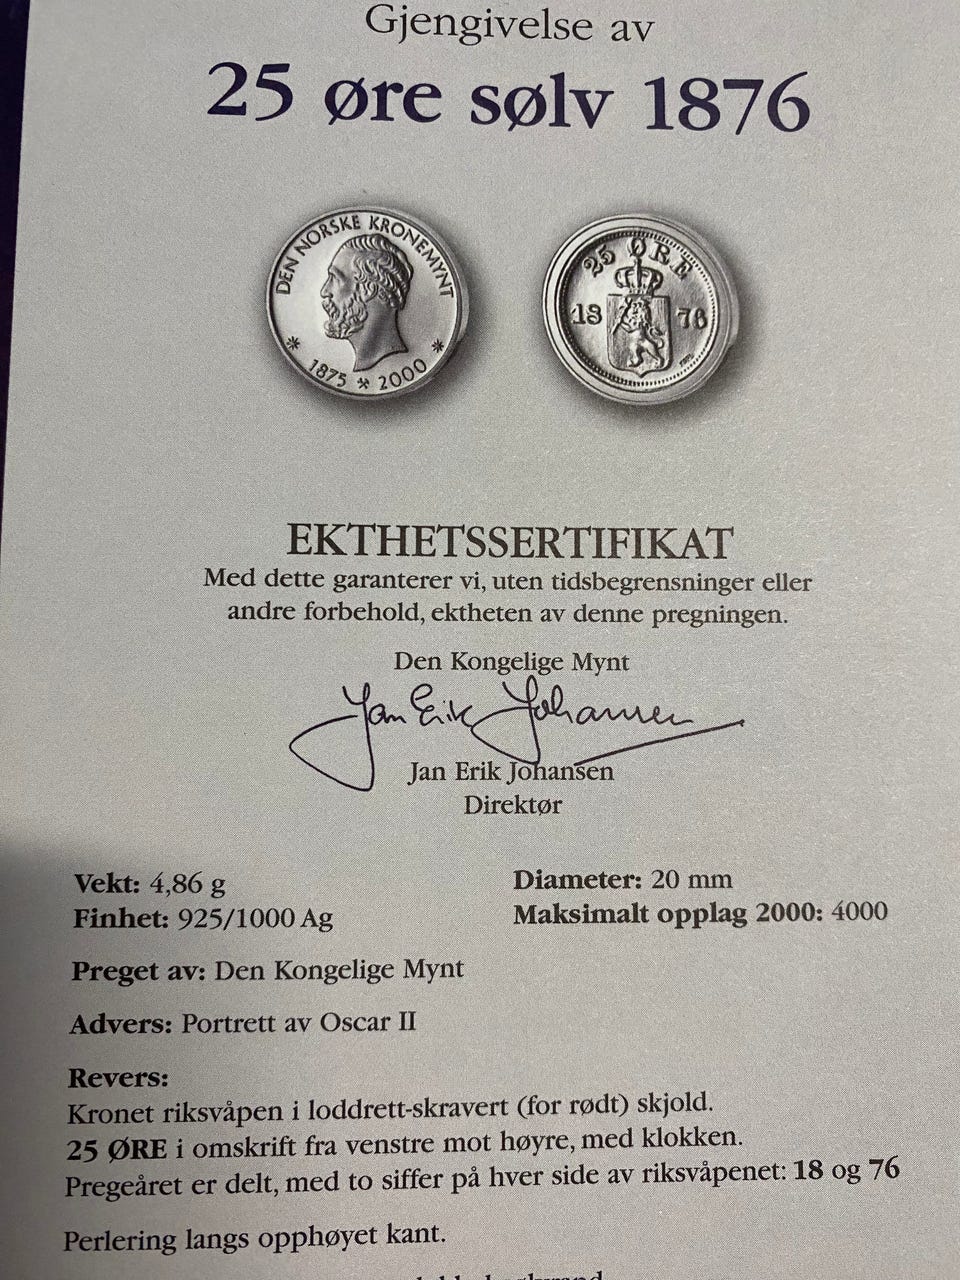 Gjengivelse av
25 øre sølv 1876
DEN NORSKE KRONEMYNT
1875 2000
25 ØRE
18 76
EKTHETSSERTIFIKAT
Med dette garanterer vi, uten tidsbegrensninger eller
andre forbehold, ektheten av denne pregningen.
Den Kongelige Mynt
Jan Erik Johansen
Jan Erik Johansen
Direktør
Vekt: 4,86 g
Diameter: 20 mm
Finhet: 925/1000 Ag
Maksimalt opplag 2000: 4000
Preget av: Den Kongelige Mynt
Advers: Portrett av Oscar II
Revers:
Kronet riksvåpen i loddrett-skravert (for rødt) skjold.
25 ØRE i omskrift fra venstre mot høyre, med klokken.
Pregeåret er delt, med to siffer på hver side av riksvåpenet: 18 og 76
Perlering langs opphøyet kant.